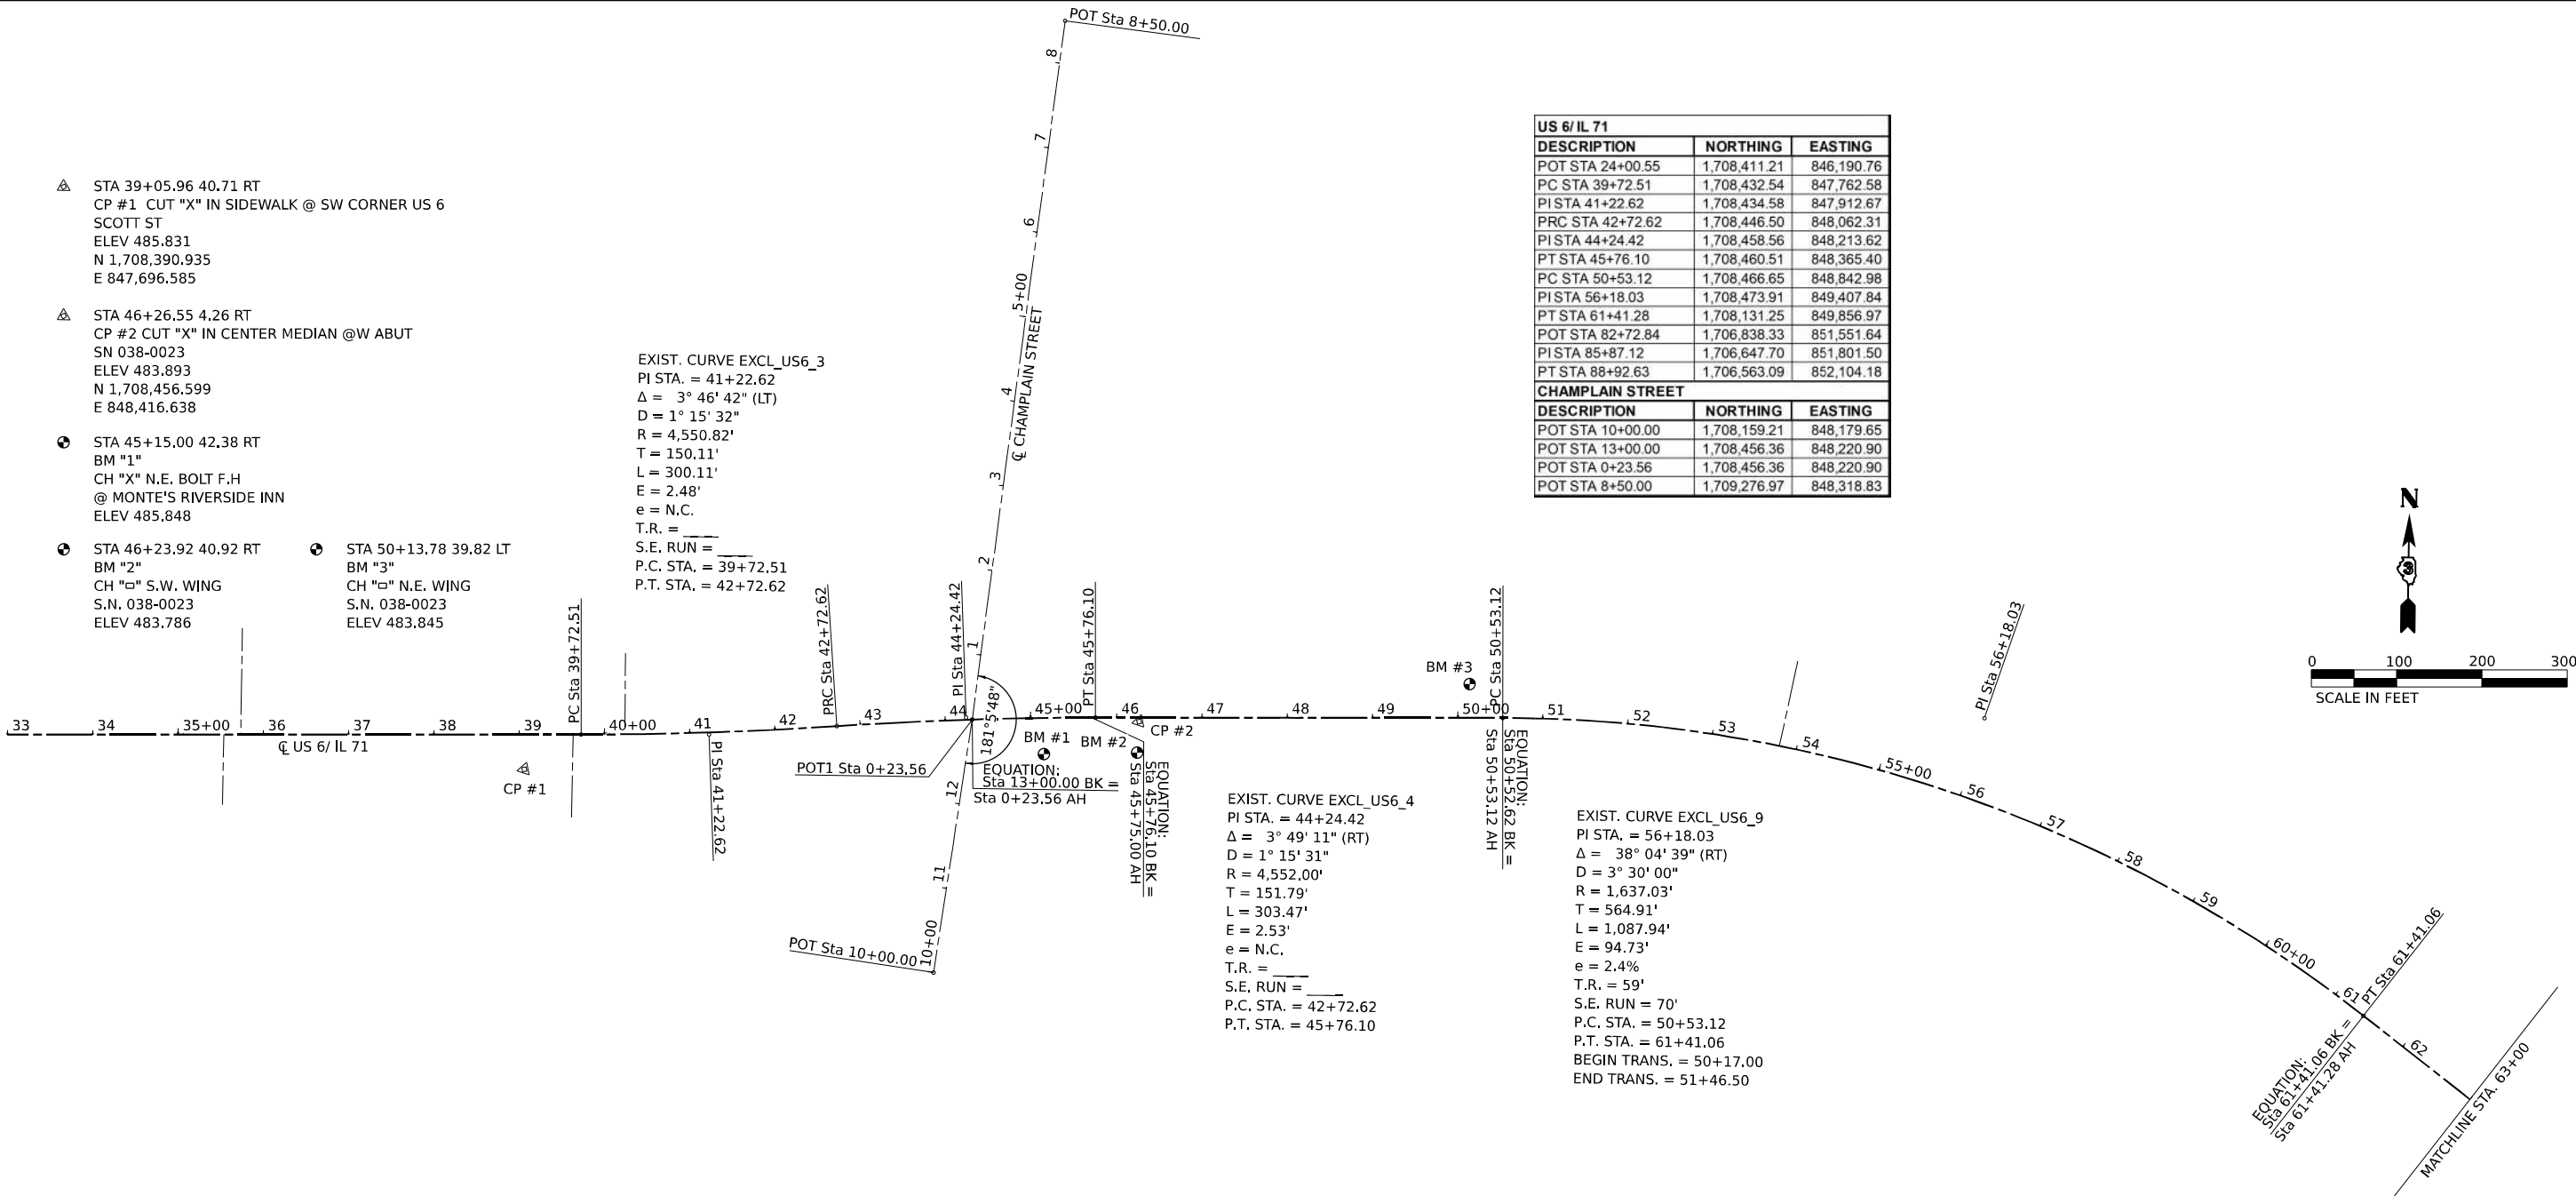 POT Sta 8+50.00
8
7
6
5+00
4
3
2
1
℄ CHAMPLAIN STREET
STA 39+05.96 40.71 RT
CP #1 CUT "X" IN SIDEWALK @ SW CORNER US 6
SCOTT ST
ELEV 485.831
N 1,708,390.935
E 847,696.585
STA 46+26.55 4.26 RT
CP #2 CUT "X" IN CENTER MEDIAN @W ABUT
SN 038-0023
ELEV 483.893
N 1,708,456.599
E 848,416.638
STA 45+15.00 42.38 RT
BM "1"
CH "X" N.E. BOLT F.H
@ MONTE'S RIVERSIDE INN
ELEV 485.848
STA 46+23.92 40.92 RT
BM "2"
CH "▭" S.W. WING
S.N. 038-0023
ELEV 483.786
STA 50+13.78 39.82 LT
BM "3"
CH "▭" N.E. WING
S.N. 038-0023
ELEV 483.845
EXIST. CURVE EXCL_US6_3
PI STA. = 41+22.62
Δ = 3° 46' 42" (LT)
D = 1° 15' 32"
R = 4,550.82'
T = 150.11'
L = 300.11'
E = 2.48'
e = N.C.
T.R. = ____
S.E. RUN = ____
P.C. STA. = 39+72.51
P.T. STA. = 42+72.62
US 6/ IL 71
DESCRIPTION NORTHING EASTING
POT STA 24+00.55 1,708,411.21 846,190.76
PC STA 39+72.51 1,708,432.54 847,762.58
PI STA 41+22.62 1,708,434.58 847,912.67
PRC STA 42+72.62 1,708,446.50 848,062.31
PI STA 44+24.42 1,708,458.56 848,213.62
PT STA 45+76.10 1,708,460.51 848,365.40
PC STA 50+53.12 1,708,466.65 848,842.98
PI STA 56+18.03 1,708,473.91 849,407.84
PT STA 61+41.28 1,708,131.25 849,856.97
POT STA 82+72.84 1,706,838.33 851,551.64
PI STA 85+87.12 1,706,647.70 851,801.50
PT STA 88+92.63 1,706,563.09 852,104.18
CHAMPLAIN STREET
DESCRIPTION NORTHING EASTING
POT STA 10+00.00 1,708,159.21 848,179.65
POT STA 13+00.00 1,708,456.36 848,220.90
POT STA 0+23.56 1,708,456.36 848,220.90
POT STA 8+50.00 1,709,276.97 848,318.83
N
3
0 100 200 300
SCALE IN FEET
PC Sta 39+72.51
PRC Sta 42+72.62
PI Sta 44+24.42
PT Sta 45+76.10
BM #3
PC Sta 50+53.12
PI Sta 56+18.03
33 34 35+00 36 37 38 39 40+00 41 42 43 44 45+00 46 47 48 49 50+00 51 52 53 54 55+00 56 57 58 59 60+00 61 62
℄ US 6/ IL 71
CP #1
PI Sta 41+22.62
POT1 Sta 0+23.56
181°5'48"
BM #1
BM #2
CP #2
EQUATION:
Sta 13+00.00 BK =
Sta 0+23.56 AH
EQUATION:
Sta 45+76.10 BK =
Sta 45+75.00 AH
EQUATION:
Sta 50+52.62 BK =
Sta 50+53.12 AH
12
11
10+00
POT Sta 10+00.00
EXIST. CURVE EXCL_US6_4
PI STA. = 44+24.42
Δ = 3° 49' 11" (RT)
D = 1° 15' 31"
R = 4,552.00'
T = 151.79'
L = 303.47'
E = 2.53'
e = N.C.
T.R. = ____
S.E. RUN = ____
P.C. STA. = 42+72.62
P.T. STA. = 45+76.10
EXIST. CURVE EXCL_US6_9
PI STA. = 56+18.03
Δ = 38° 04' 39" (RT)
D = 3° 30' 00"
R = 1,637.03'
T = 564.91'
L = 1,087.94'
E = 94.73'
e = 2.4%
T.R. = 59'
S.E. RUN = 70'
P.C. STA. = 50+53.12
P.T. STA. = 61+41.06
BEGIN TRANS. = 50+17.00
END TRANS. = 51+46.50
PT Sta 61+41.06
EQUATION:
Sta 61+41.06 BK =
Sta 61+41.28 AH
MATCHLINE STA. 63+00